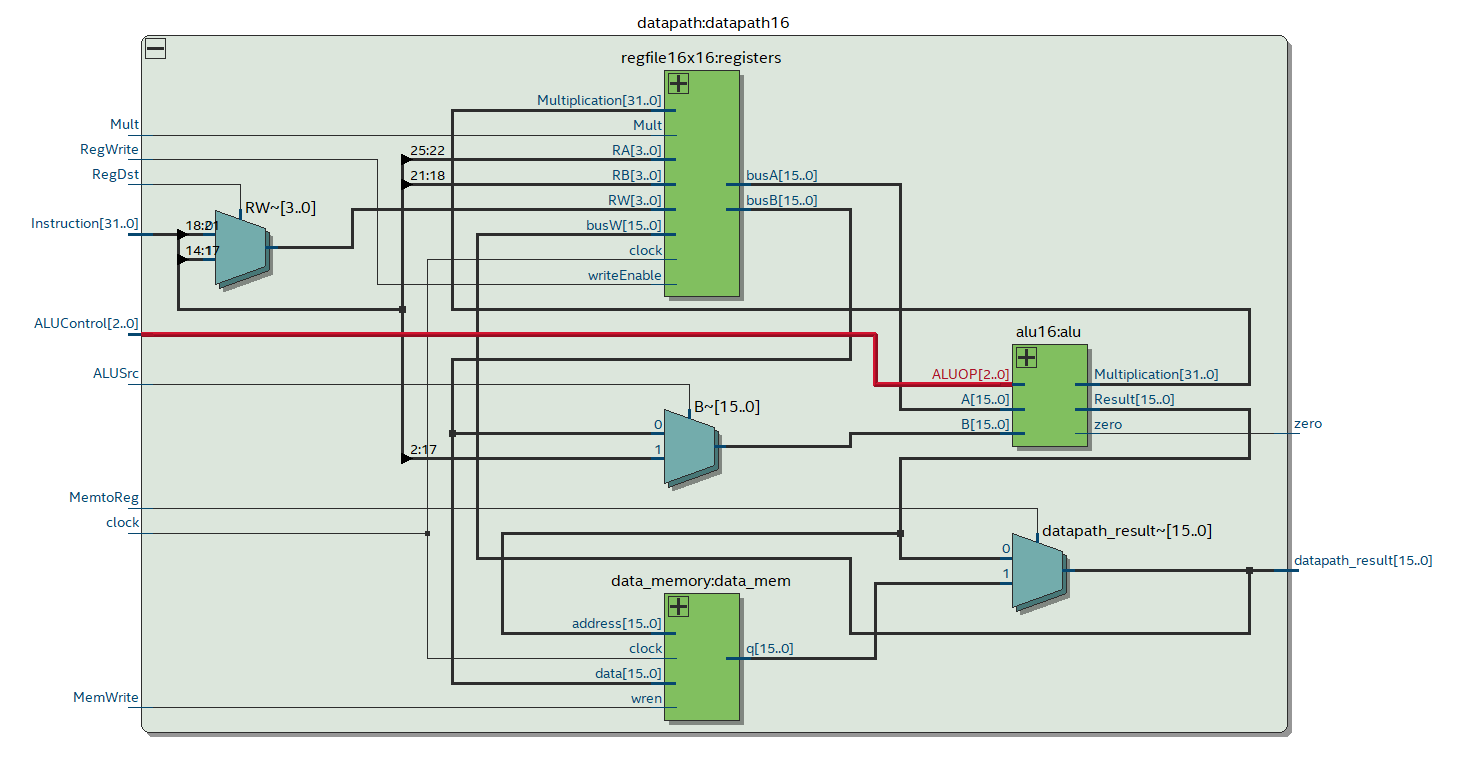 datapath:datapath16
regfile16x16:registers
Multiplication[31..0]
Mult
Mult
RegWrite
25:22
RA[3..0]
RegDst
21:18
RB[3..0]
busA[15..0]
RW~[3..0]
RW[3..0]
busB[15..0]
Instruction[31..0]
busW[15..0]
14:17
clock
writeEnable
ALUControl[2..0]
alu16:alu
ALUSrc
ALUOP[2..0]
Multiplication[31..0]
A[15..0]
Result[15..0]
B~[15..0]
0
B[15..0]
zero
zero
2:17
1
MemtoReg
clock
datapath_result~[15..0]
0
datapath_result[15..0]
1
data_memory:data_mem
address[15..0]
clock
q[15..0]
data[15..0]
MemWrite
wren